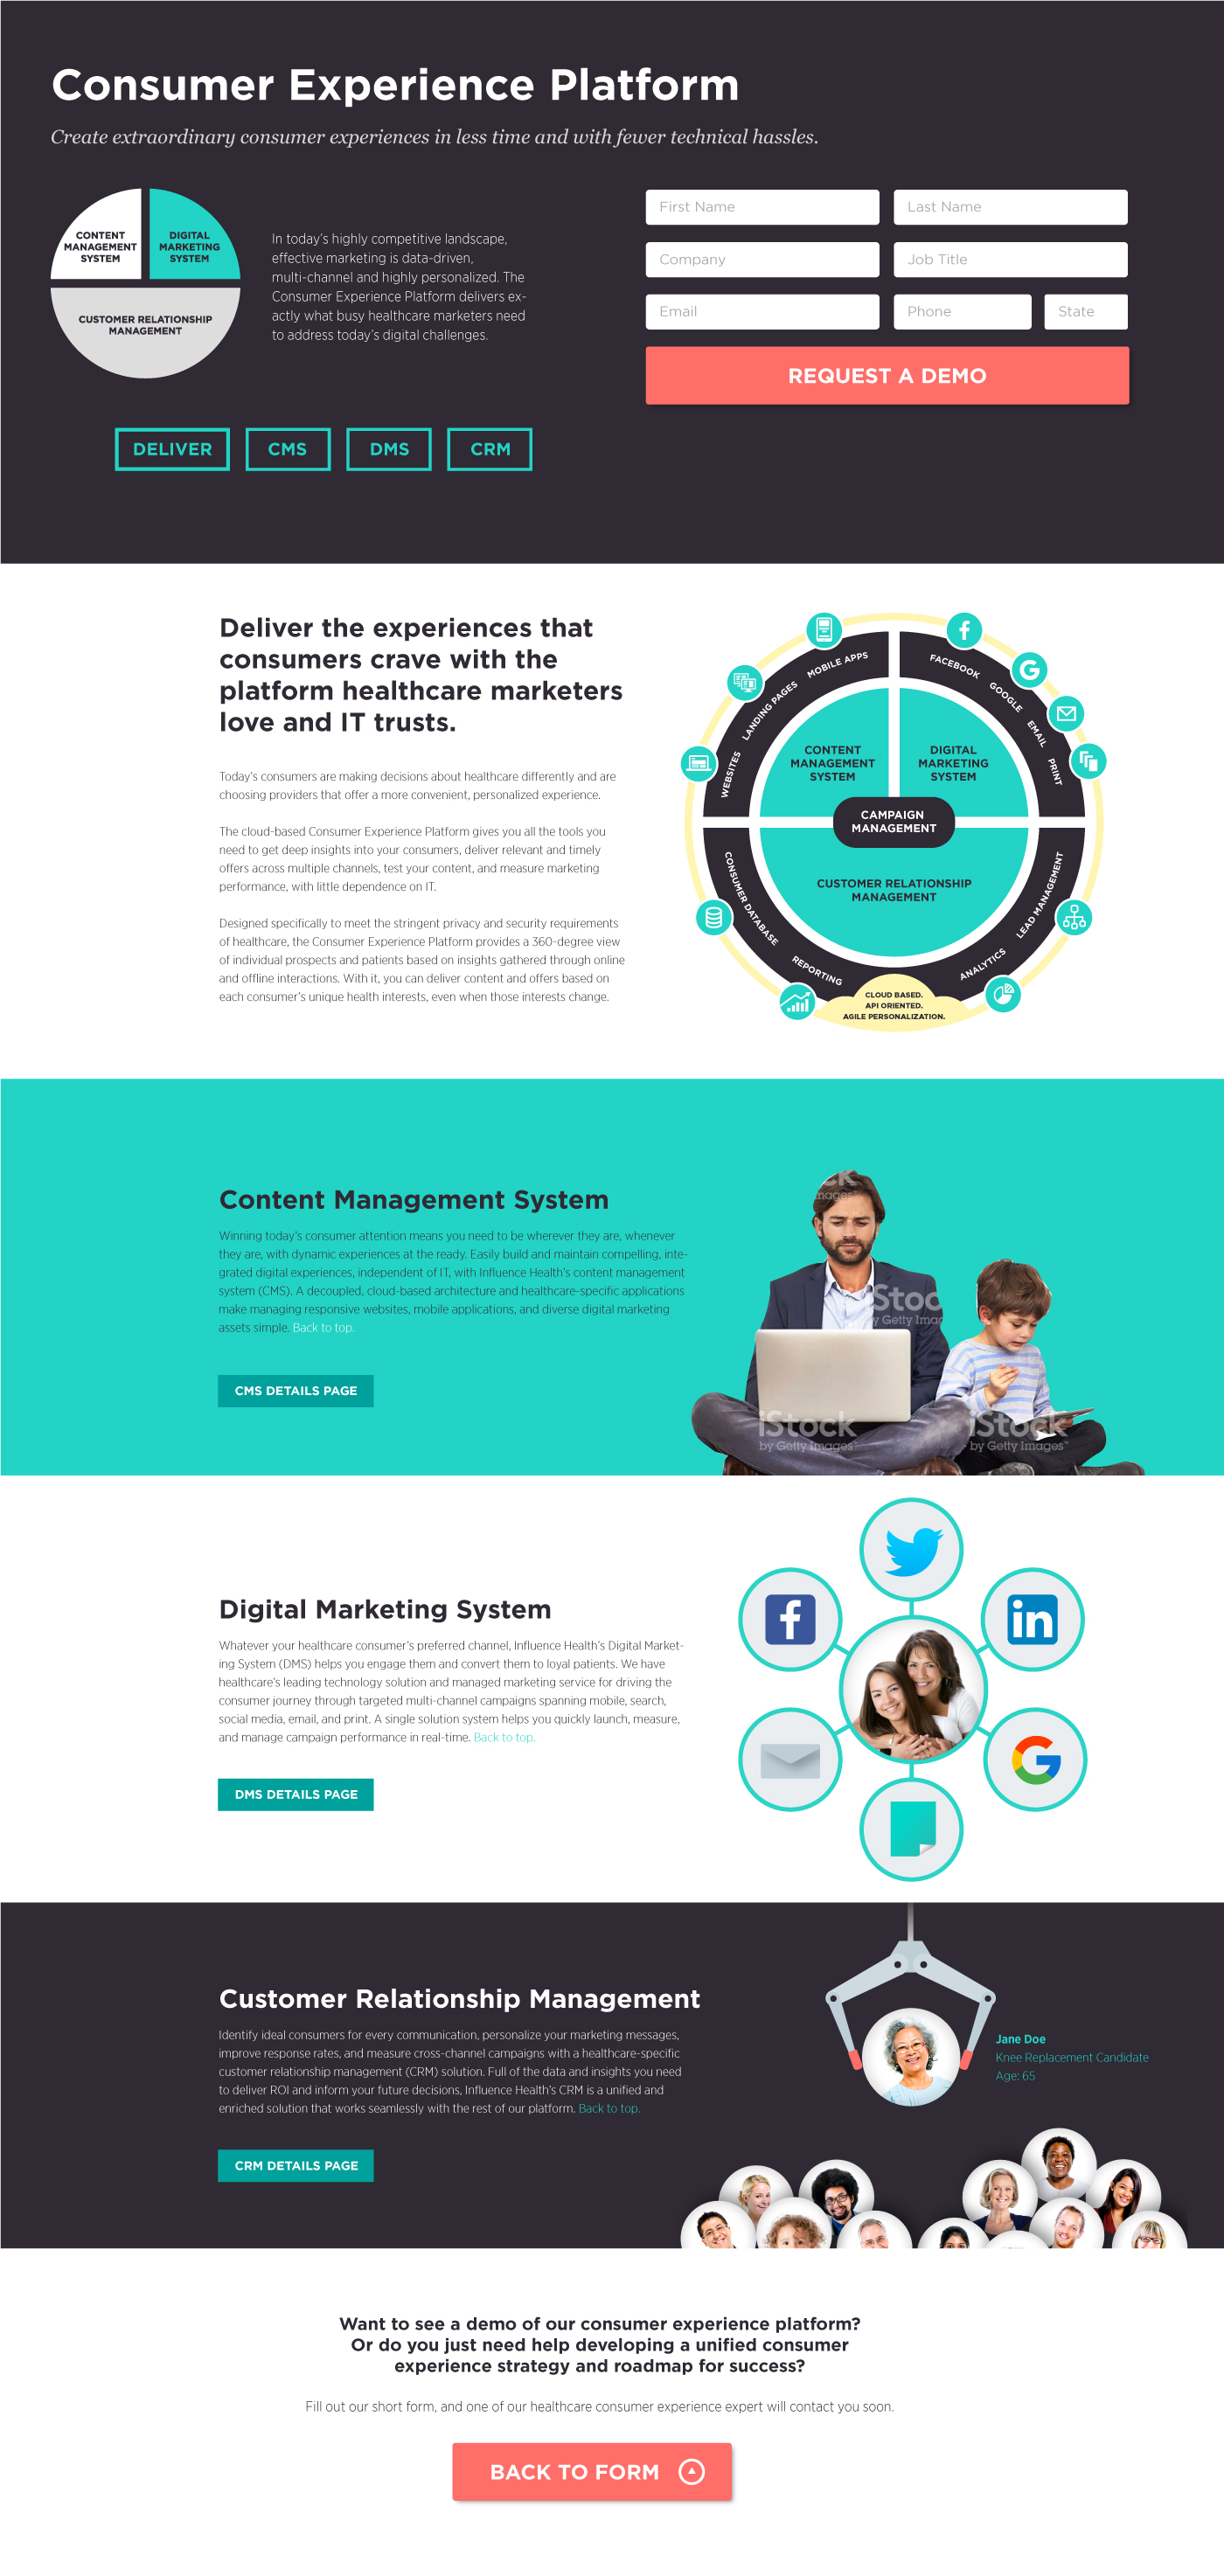 Consumer Experience Platform
Create extraordinary consumer experiences in less time and with fewer technical hassles.
CONTENT
MANAGEMENT
SYSTEM
DIGITAL
MARKETING
SYSTEM
CUSTOMER RELATIONSHIP
MANAGEMENT
In today's highly competitive landscape,
effective marketing is data-driven,
multi-channel and highly personalized. The
Consumer Experience Platform delivers ex-
actly what busy healthcare marketers need
to address today's digital challenges.
First Name
Last Name
Company
Job Title
Email
Phone
State
REQUEST A DEMO
DELIVER
CMS
DMS
CRM
Deliver the experiences that
consumers crave with the
platform healthcare marketers
love and IT trusts.
Today's consumers are making decisions about healthcare differently and are
choosing providers that offer a more convenient, personalized experience.
The cloud-based Consumer Experience Platform gives you all the tools you
need to get deep insights into your consumers, deliver relevant and timely
offers across multiple channels, test your content, and measure marketing
performance, with little dependence on IT.
Designed specifically to meet the stringent privacy and security requirements
of healthcare, the Consumer Experience Platform provides a 360-degree view
of individual prospects and patients based on insights gathered through online
and offline interactions. With it, you can deliver content and offers based on
each consumer's unique health interests, even when those interests change.
WEBSITES
LANDING PAGES
MOBILE APPS
FACEBOOK
GOOGLE
EMAIL
PRINT
CONTENT
MANAGEMENT
SYSTEM
DIGITAL
MARKETING
SYSTEM
CAMPAIGN
MANAGEMENT
CUSTOMER RELATIONSHIP
MANAGEMENT
CONSUMER DATABASE
REPORTING
ANALYTICS
LEAD MANAGEMENT
CLOUD BASED.
API ORIENTED.
AGILE PERSONALIZATION.
Content Management System
Winning today's consumer attention means you need to be wherever they are, whenever
they are, with dynamic experiences at the ready. Easily build and maintain compelling, inte-
grated digital experiences, independent of IT, with Influence Health's content management
system (CMS). A decoupled, cloud-based architecture and healthcare-specific applications
make managing responsive websites, mobile applications, and diverse digital marketing
assets simple. Back to top.
CMS DETAILS PAGE
iStock
by Getty Images™
iStock
by Getty Images™
Digital Marketing System
Whatever your healthcare consumer's preferred channel, Influence Health's Digital Market-
ing System (DMS) helps you engage them and convert them to loyal patients. We have
healthcare's leading technology solution and managed marketing service for driving the
consumer journey through targeted multi-channel campaigns spanning mobile, search,
social media, email, and print. A single solution system helps you quickly launch, measure,
and manage campaign performance in real-time. Back to top.
DMS DETAILS PAGE
in
Customer Relationship Management
Identify ideal consumers for every communication, personalize your marketing messages,
improve response rates, and measure cross-channel campaigns with a healthcare-specific
customer relationship management (CRM) solution. Full of the data and insights you need
to deliver ROI and inform your future decisions, Influence Health's CRM is a unified and
enriched solution that works seamlessly with the rest of our platform. Back to top.
CRM DETAILS PAGE
Jane Doe
Knee Replacement Candidate
Age: 65
Want to see a demo of our consumer experience platform?
Or do you just need help developing a unified consumer
experience strategy and roadmap for success?
Fill out our short form, and one of our healthcare consumer experience expert will contact you soon.
BACK TO FORM